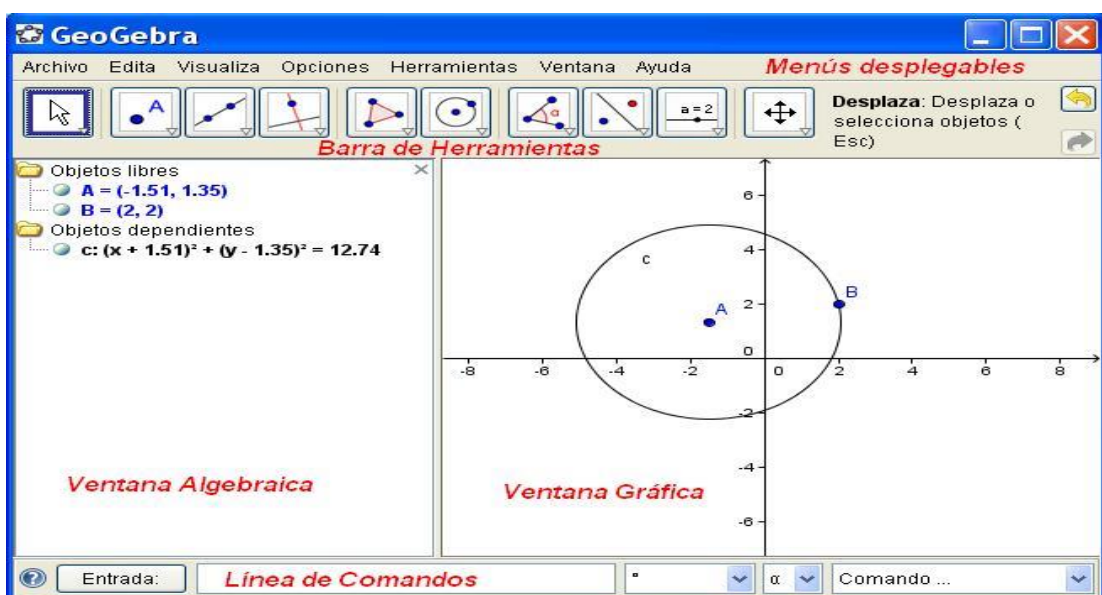 GeoGebra
Archivo Edita Visualiza Opciones Herramientas Ventana Ayuda Menús desplegables
A α a = 2 Desplaza: Desplaza o
selecciona objetos (
Esc)
Barra de Herramientas
Objetos libres
A = (-1.51, 1.35)
B = (2, 2)
Objetos dependientes
c: (x + 1.51)² + (y - 1.35)² = 12.74
6
4
c
B
A 2
0
-8 -6 -4 -2 0 2 4 6 8
-2
-4
Ventana Algebraica Ventana Gráfica
-6
Entrada: Línea de Comandos ° α Comando ...